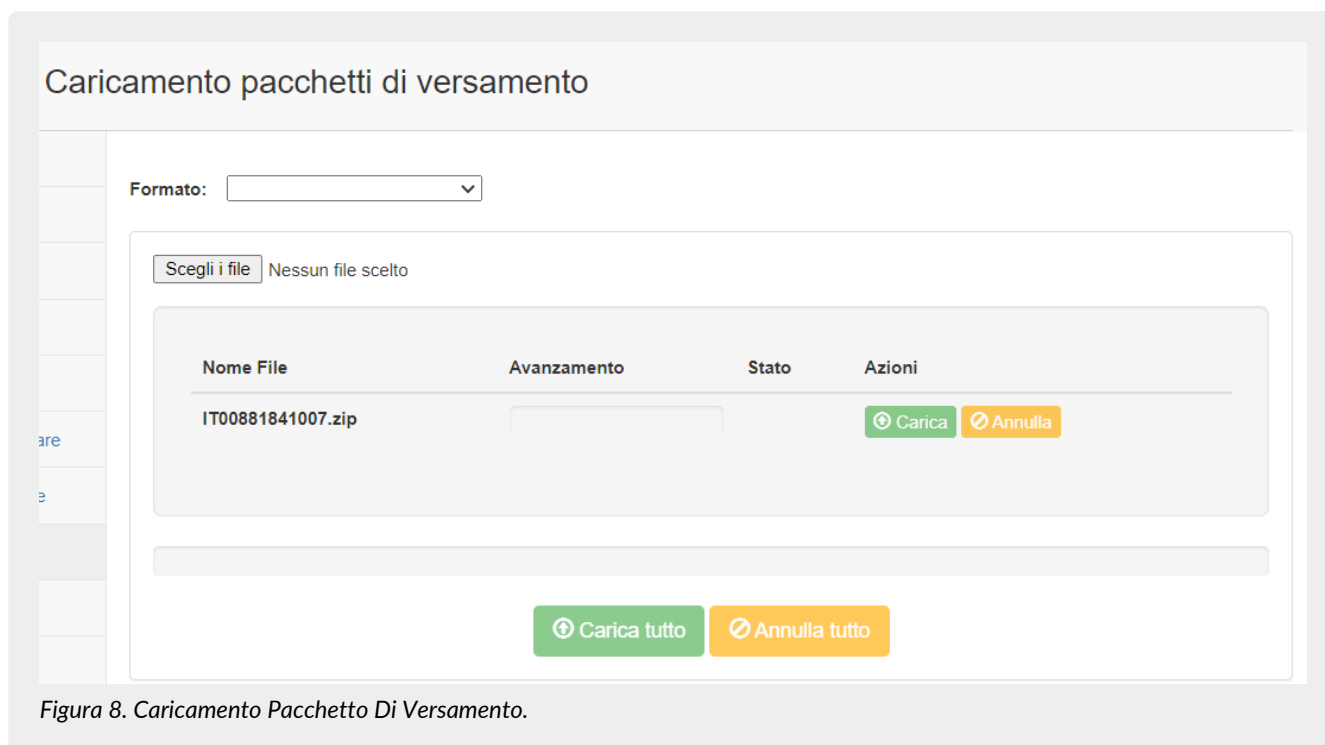 Caricamento pacchetti di versamento
Formato:
Scegli i file Nessun file scelto
Nome File Avanzamento Stato Azioni
IT00881841007.zip Carica Annulla
are
e
Carica tutto Annulla tutto
Figura 8. Caricamento Pacchetto Di Versamento.